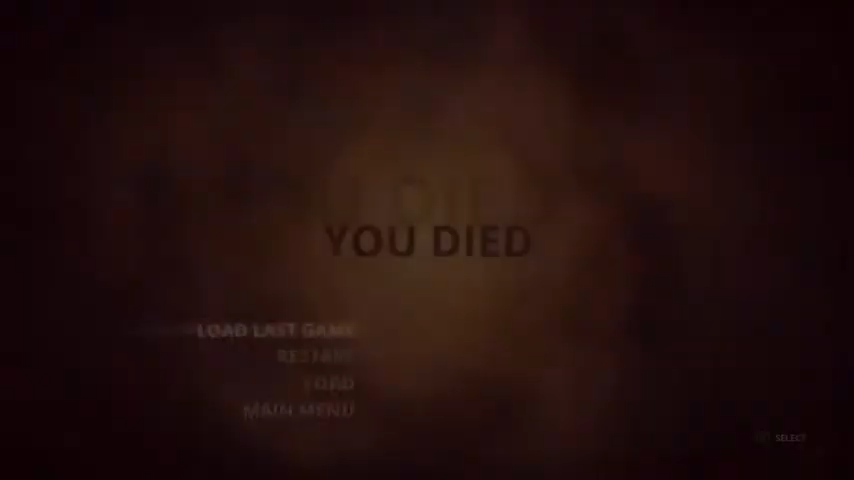 YOU DIED
LOAD LAST GAME
RESTART
LOAD
MAIN MENU
SELECT